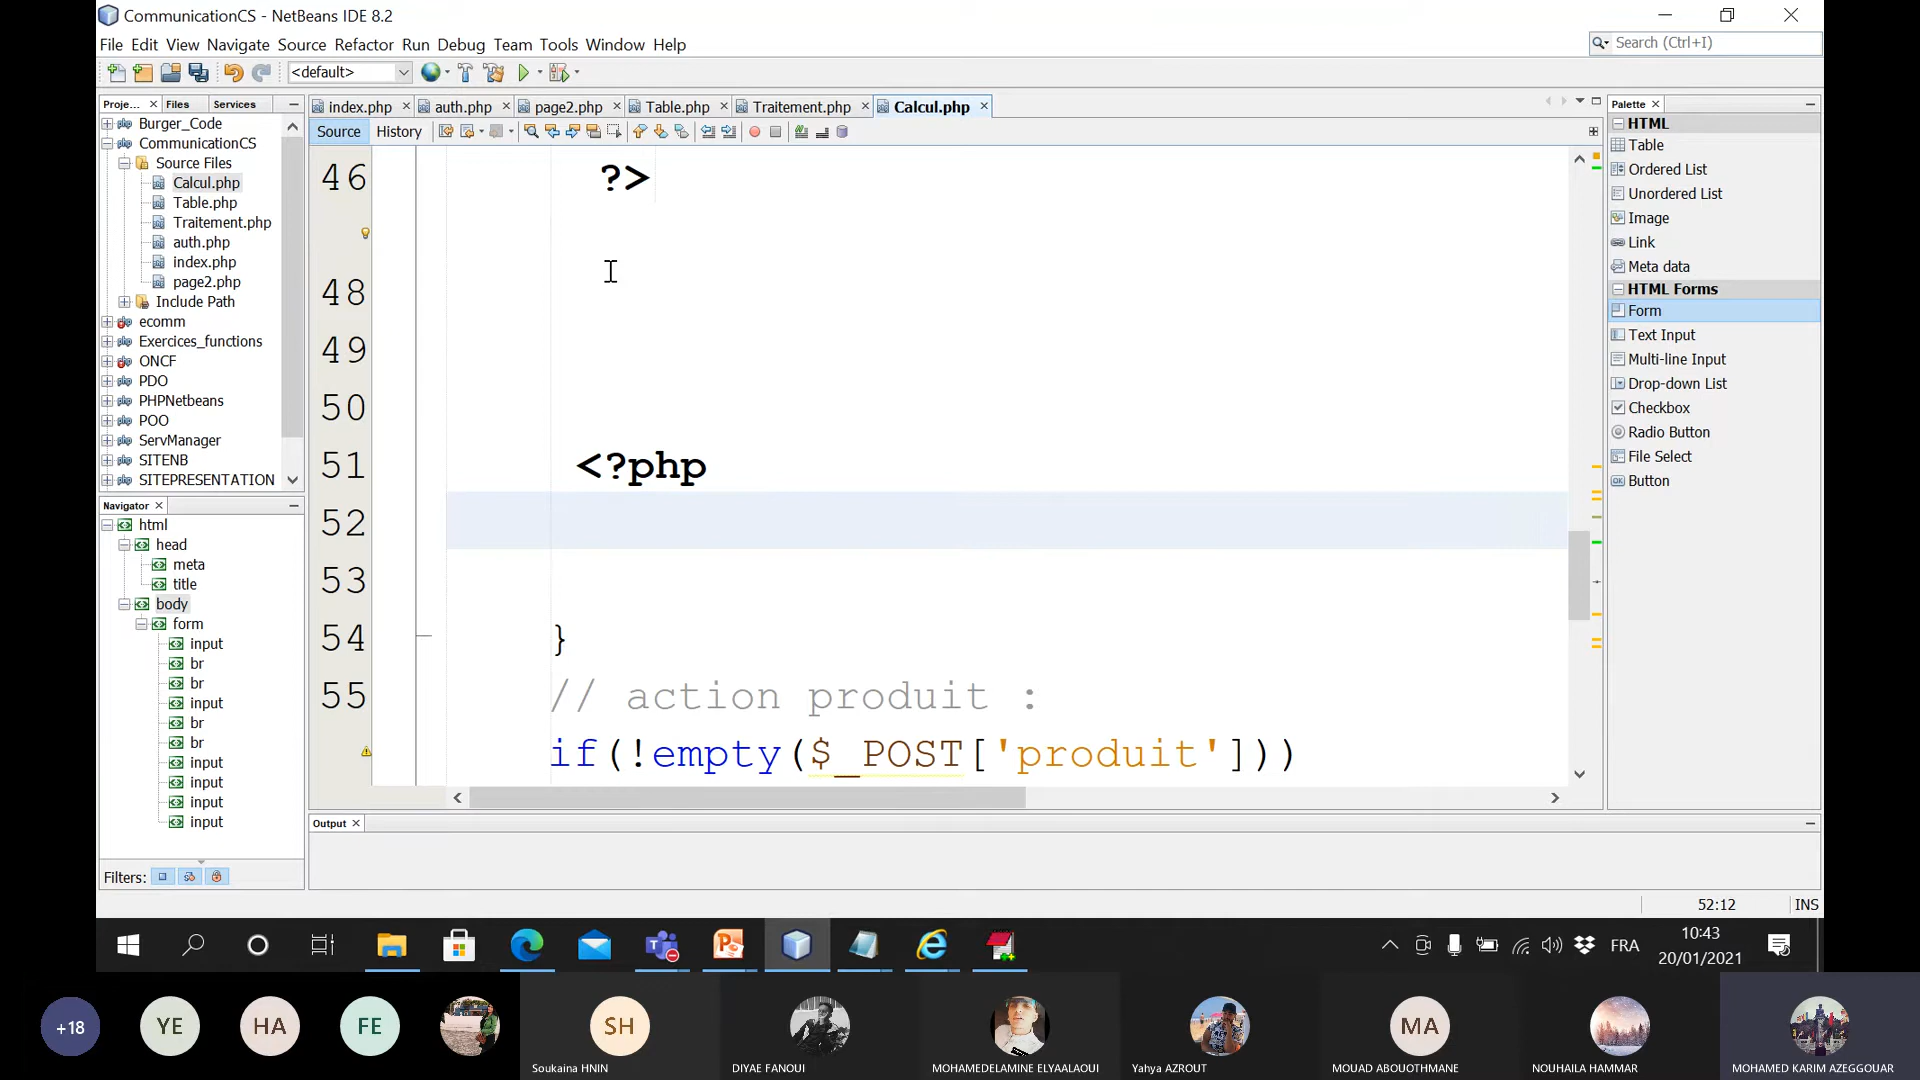 CommunicationCS - NetBeans IDE 8.2
File Edit View Navigate Source Refactor Run Debug Team Tools Window Help
Search (Ctrl+I)
<default>
Proje... Files Services
index.php auth.php page2.php Table.php Traitement.php Calcul.php
Palette
Source History
Burger_Code
CommunicationCS
Source Files
Calcul.php
Table.php
Traitement.php
auth.php
index.php
page2.php
Include Path
ecomm
Exercices_functions
ONCF
PDO
PHPNetbeans
POO
ServManager
SITENB
SITEPRESENTATION
Navigator
html
head
meta
title
body
form
input
br
br
input
br
br
input
input
input
input
Filters:
46 ?>
48
49
50
51 <?php
52
53
54 }
55 // action produit :
if(!empty($_POST['produit']))
HTML
Table
Ordered List
Unordered List
Image
Link
Meta data
HTML Forms
Form
Text Input
Multi-line Input
Drop-down List
Checkbox
Radio Button
File Select
Button
Output
52:12 INS
FRA
10:43
20/01/2021
+18
YE
HA
FE
SH
MA
Soukaina HNIN
DIYAE FANOUI
MOHAMEDELAMINE ELYAALAOUI
Yahya AZROUT
MOUAD ABOUOTHMANE
NOUHAILA HAMMAR
MOHAMED KARIM AZEGGOUAR